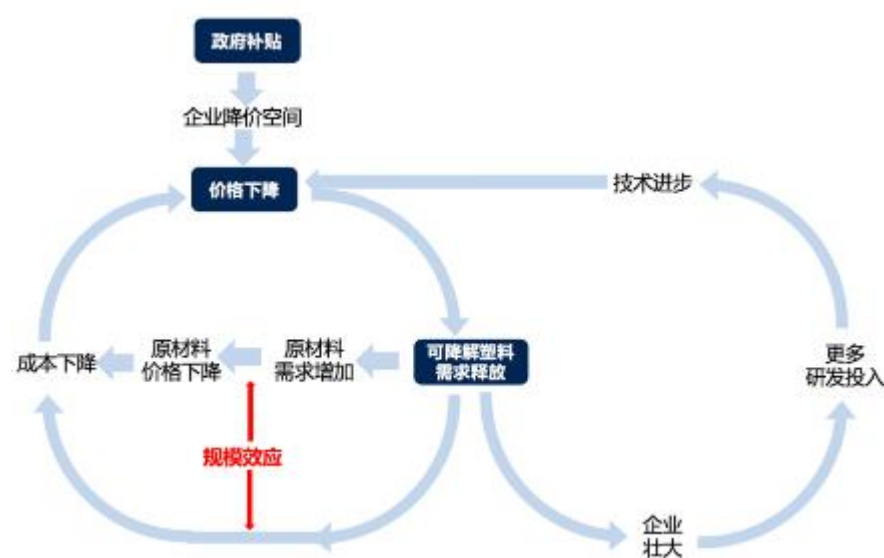 政府补贴
企业降价空间
价格下降
技术进步
成本下降
原材料
价格下降
原材料
需求增加
可降解塑料
需求释放
更多
研发投入
规模效应
企业
壮大